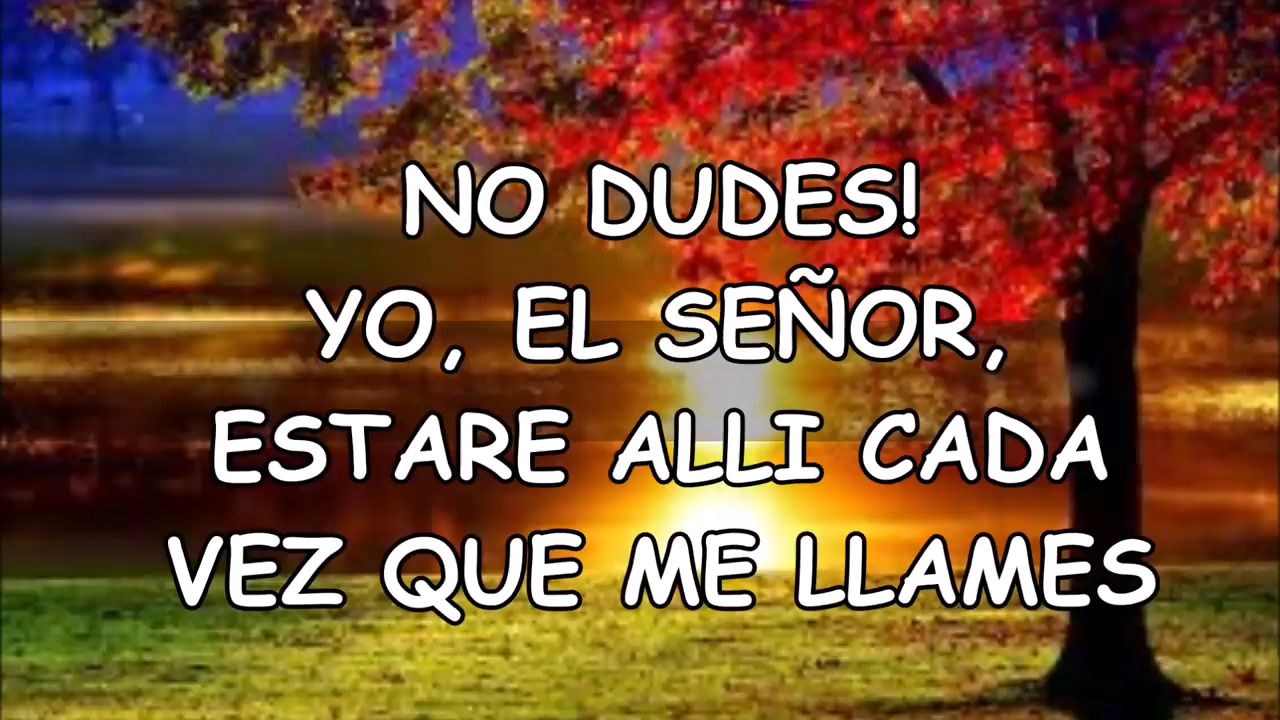 NO DUDES!
YO, EL SEÑOR,
ESTARE ALLI CADA
VEZ QUE ME LLAMES